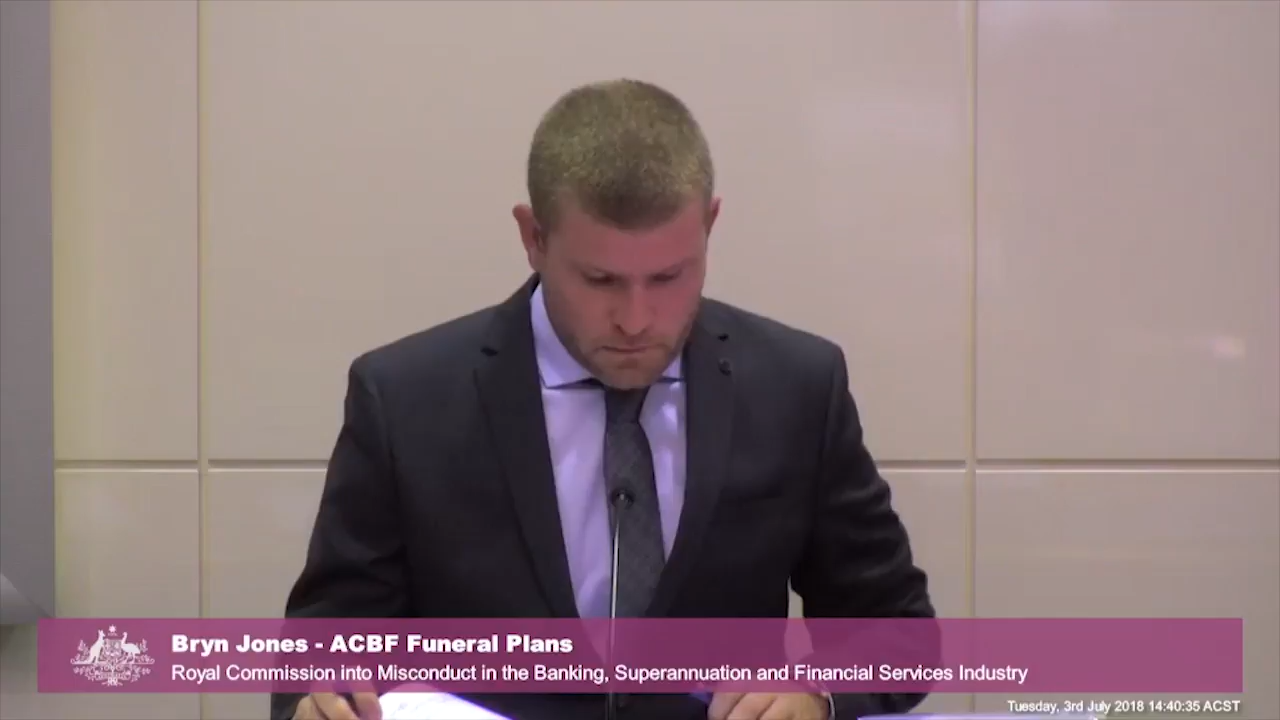 Bryn Jones - ACBF Funeral Plans
Royal Commission into Misconduct in the Banking, Superannuation and Financial Services Industry
Tuesday, 3rd July 2018 14:40:35 ACST